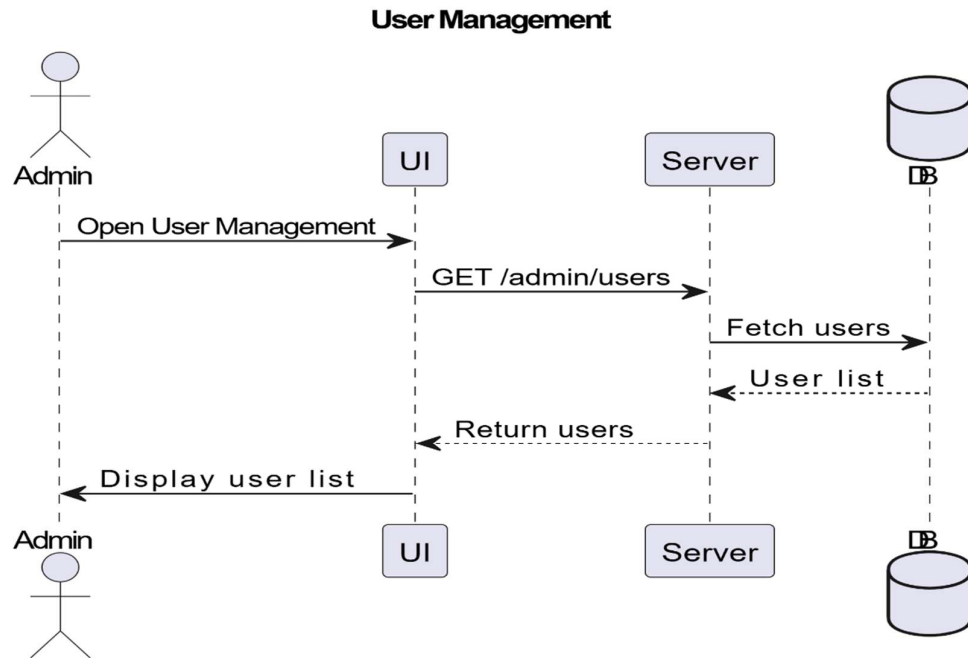 User Management
Admin
UI
Server
DB
Open User Management
GET /admin/users
Fetch users
User list
Return users
Display user list
Admin
UI
Server
DB